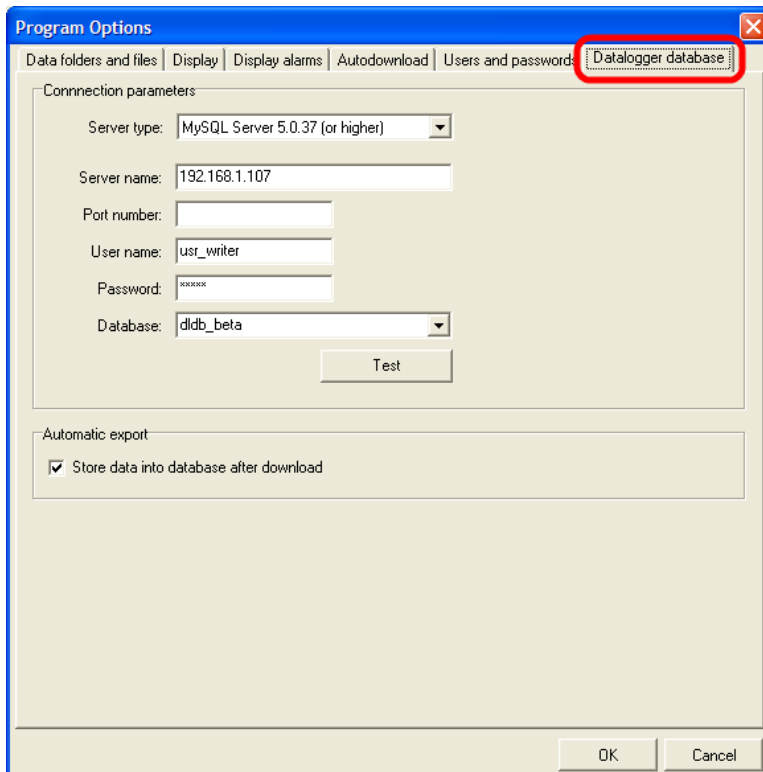 Program Options
Data folders and files Display Display alarms Autodownload Users and passwords Datalogger database
Connnection parameters
Server type: MySQL Server 5.0.37 (or higher)
Server name: 192.168.1.107
Port number:
User name: usr_writer
Password: xxxxx
Database: dldb_beta
Test
Automatic export
Store data into database after download
OK Cancel